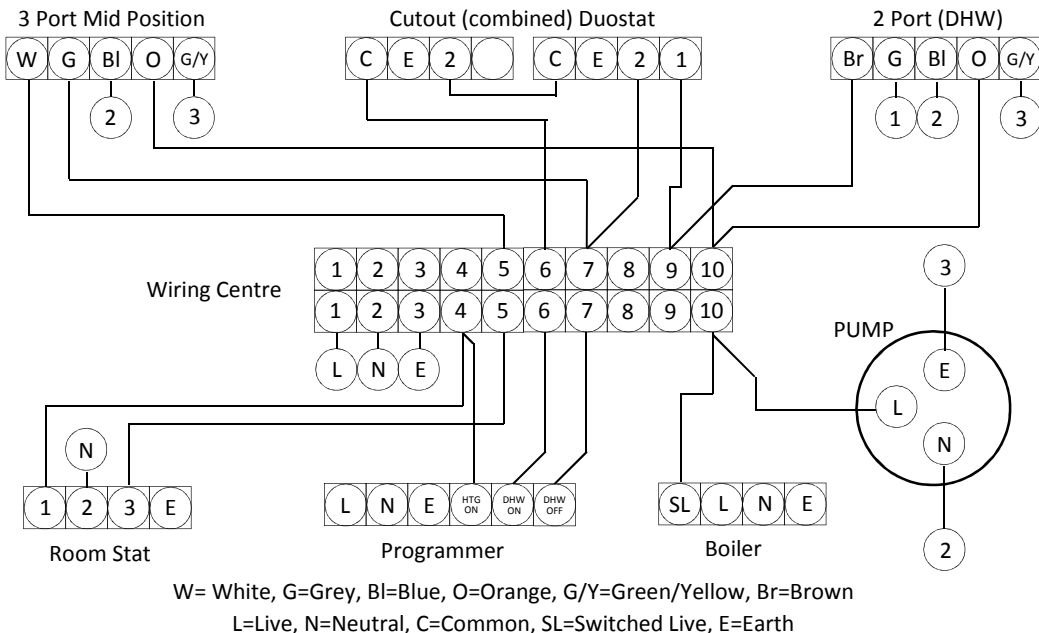 3 Port Mid Position
Cutout (combined) Duostat
2 Port (DHW)
W G Bl O G/Y
C E 2
C E 2 1
Br G Bl O G/Y
2 3
1 2 3
Wiring Centre
1 2 3 4 5 6 7 8 9 10
1 2 3 4 5 6 7 8 9 10
L N E
3
PUMP
E
L
N
2
N
1 2 3 E
Room Stat
L N E HTG ON DHW ON DHW OFF
Programmer
SL L N E
Boiler
W= White, G=Grey, Bl=Blue, O=Orange, G/Y=Green/Yellow, Br=Brown
L=Live, N=Neutral, C=Common, SL=Switched Live, E=Earth